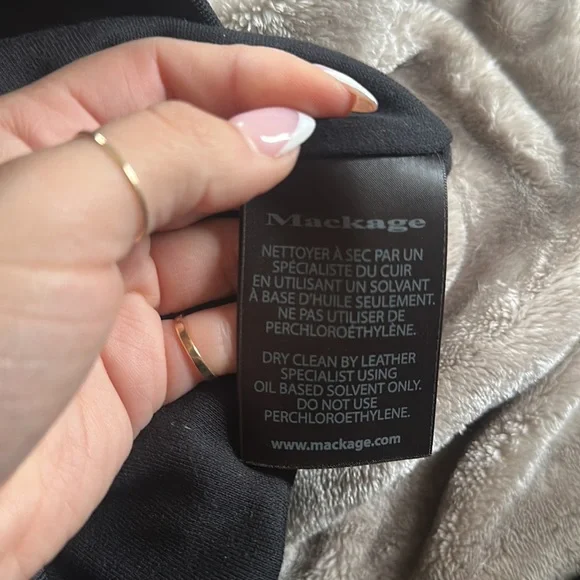 Mackage
NETTOYER À SEC PAR UN
SPÉCIALISTE DU CUIR
EN UTILISANT UN SOLVANT
À BASE D'HUILE SEULEMENT.
NE PAS UTILISER DE
PERCHLOROÉTHYLÈNE.
DRY CLEAN BY LEATHER
SPECIALIST USING
OIL BASED SOLVENT ONLY.
DO NOT USE
PERCHLOROETHYLENE.
www.mackage.com